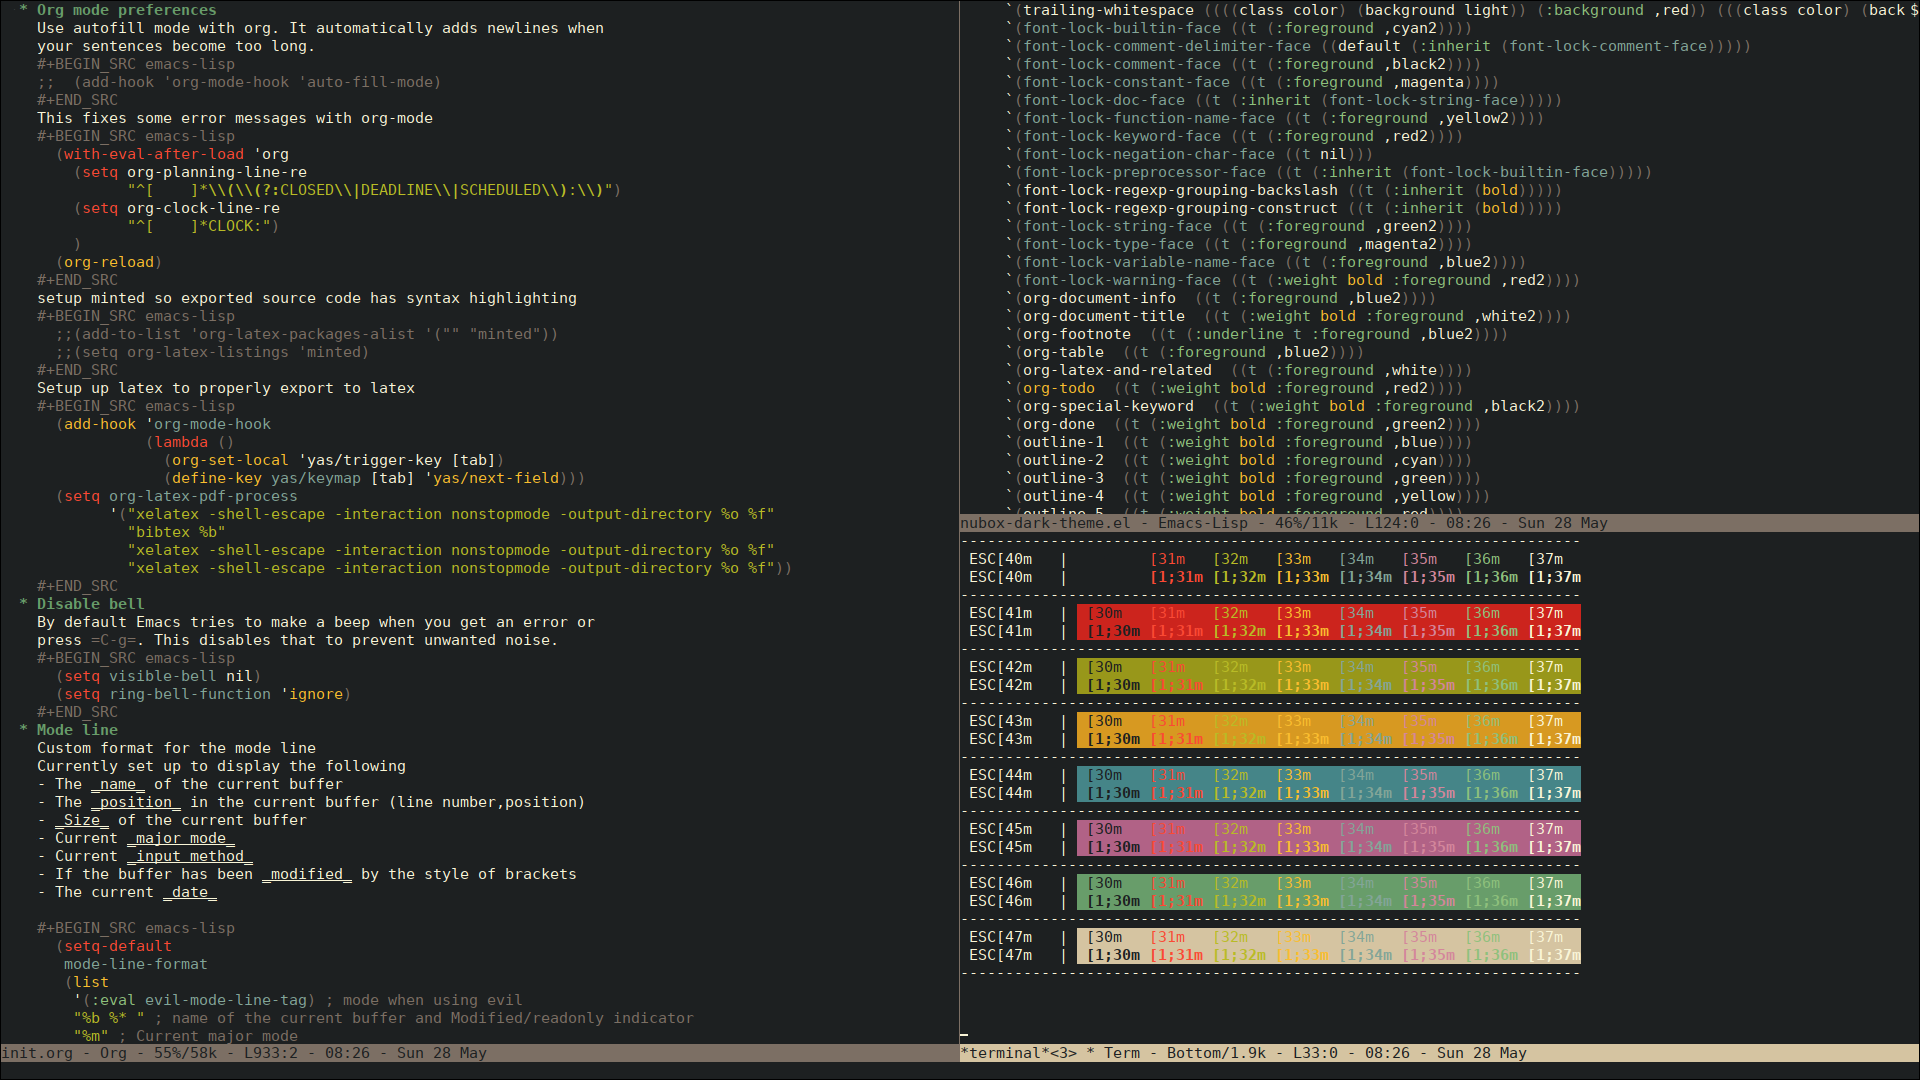 * Org mode preferences
Use autofill mode with org. It automatically adds newlines when
your sentences become too long.
#+BEGIN_SRC emacs-lisp
;;  (add-hook 'org-mode-hook 'auto-fill-mode)
#+END_SRC
This fixes some error messages with org-mode
#+BEGIN_SRC emacs-lisp
(with-eval-after-load 'org
(setq org-planning-line-re
"^[    ]*\\(\\(?:CLOSED\\|DEADLINE\\|SCHEDULED\\):\\)")
(setq org-clock-line-re
"^[    ]*CLOCK:")
)
(org-reload)
#+END_SRC
setup minted so exported source code has syntax highlighting
#+BEGIN_SRC emacs-lisp
;;(add-to-list 'org-latex-packages-alist '("" "minted"))
;;(setq org-latex-listings 'minted)
#+END_SRC
Setup up latex to properly export to latex
#+BEGIN_SRC emacs-lisp
(add-hook 'org-mode-hook
(lambda ()
(org-set-local 'yas/trigger-key [tab])
(define-key yas/keymap [tab] 'yas/next-field)))
(setq org-latex-pdf-process
'("xelatex -shell-escape -interaction nonstopmode -output-directory %o %f"
"bibtex %b"
"xelatex -shell-escape -interaction nonstopmode -output-directory %o %f"
"xelatex -shell-escape -interaction nonstopmode -output-directory %o %f"))
#+END_SRC
* Disable bell
By default Emacs tries to make a beep when you get an error or
press =C-g=. This disables that to prevent unwanted noise.
#+BEGIN_SRC emacs-lisp
(setq visible-bell nil)
(setq ring-bell-function 'ignore)
#+END_SRC
* Mode line
Custom format for the mode line
Currently set up to display the following
- The _name_ of the current buffer
- The _position_ in the current buffer (line number,position)
- _Size_ of the current buffer
- Current _major mode_
- Current _input method_
- If the buffer has been _modified_ by the style of brackets
- The current _date_
#+BEGIN_SRC emacs-lisp
(setq-default
mode-line-format
(list
'(:eval evil-mode-line-tag) ; mode when using evil
"%b %* " ; name of the current buffer and Modified/readonly indicator
"%m" ; Current major mode
init.org - Org - 55%/58k - L933:2 - 08:26 - Sun 28 May
`(trailing-whitespace ((((class color) (background light)) (:background ,red)) (((class color) (back$
`(font-lock-builtin-face ((t (:foreground ,cyan2))))
`(font-lock-comment-delimiter-face ((default (:inherit (font-lock-comment-face)))))
`(font-lock-comment-face ((t (:foreground ,black2))))
`(font-lock-constant-face ((t (:foreground ,magenta))))
`(font-lock-doc-face ((t (:inherit (font-lock-string-face)))))
`(font-lock-function-name-face ((t (:foreground ,yellow2))))
`(font-lock-keyword-face ((t (:foreground ,red2))))
`(font-lock-negation-char-face ((t nil)))
`(font-lock-preprocessor-face ((t (:inherit (font-lock-builtin-face)))))
`(font-lock-regexp-grouping-backslash ((t (:inherit (bold)))))
`(font-lock-regexp-grouping-construct ((t (:inherit (bold)))))
`(font-lock-string-face ((t (:foreground ,green2))))
`(font-lock-type-face ((t (:foreground ,magenta2))))
`(font-lock-variable-name-face ((t (:foreground ,blue2))))
`(font-lock-warning-face ((t (:weight bold :foreground ,red2))))
`(org-document-info  ((t (:foreground ,blue2))))
`(org-document-title  ((t (:weight bold :foreground ,white2))))
`(org-footnote  ((t (:underline t :foreground ,blue2))))
`(org-table  ((t (:foreground ,blue2))))
`(org-latex-and-related  ((t (:foreground ,white))))
`(org-todo  ((t (:weight bold :foreground ,red2))))
`(org-special-keyword  ((t (:weight bold :foreground ,black2))))
`(org-done  ((t (:weight bold :foreground ,green2))))
`(outline-1  ((t (:weight bold :foreground ,blue))))
`(outline-2  ((t (:weight bold :foreground ,cyan))))
`(outline-3  ((t (:weight bold :foreground ,green))))
`(outline-4  ((t (:weight bold :foreground ,yellow))))
`(outline-5  ((t (:weight bold :foreground ,red))))
nubox-dark-theme.el - Emacs-Lisp - 46%/11k - L124:0 - 08:26 - Sun 28 May
---------------------------------------------------------------------
ESC[40m   |         [31m   [32m   [33m   [34m   [35m   [36m   [37m
ESC[40m   |         [1;31m [1;32m [1;33m [1;34m [1;35m [1;36m [1;37m
---------------------------------------------------------------------
ESC[41m   |  [30m   [31m   [32m   [33m   [34m   [35m   [36m   [37m
ESC[41m   |  [1;30m [1;31m [1;32m [1;33m [1;34m [1;35m [1;36m [1;37m
---------------------------------------------------------------------
ESC[42m   |  [30m   [31m   [32m   [33m   [34m   [35m   [36m   [37m
ESC[42m   |  [1;30m [1;31m [1;32m [1;33m [1;34m [1;35m [1;36m [1;37m
---------------------------------------------------------------------
ESC[43m   |  [30m   [31m   [32m   [33m   [34m   [35m   [36m   [37m
ESC[43m   |  [1;30m [1;31m [1;32m [1;33m [1;34m [1;35m [1;36m [1;37m
---------------------------------------------------------------------
ESC[44m   |  [30m   [31m   [32m   [33m   [34m   [35m   [36m   [37m
ESC[44m   |  [1;30m [1;31m [1;32m [1;33m [1;34m [1;35m [1;36m [1;37m
---------------------------------------------------------------------
ESC[45m   |  [30m   [31m   [32m   [33m   [34m   [35m   [36m   [37m
ESC[45m   |  [1;30m [1;31m [1;32m [1;33m [1;34m [1;35m [1;36m [1;37m
---------------------------------------------------------------------
ESC[46m   |  [30m   [31m   [32m   [33m   [34m   [35m   [36m   [37m
ESC[46m   |  [1;30m [1;31m [1;32m [1;33m [1;34m [1;35m [1;36m [1;37m
---------------------------------------------------------------------
ESC[47m   |  [30m   [31m   [32m   [33m   [34m   [35m   [36m   [37m
ESC[47m   |  [1;30m [1;31m [1;32m [1;33m [1;34m [1;35m [1;36m [1;37m
---------------------------------------------------------------------
*terminal*<3> * Term - Bottom/1.9k - L33:0 - 08:26 - Sun 28 May